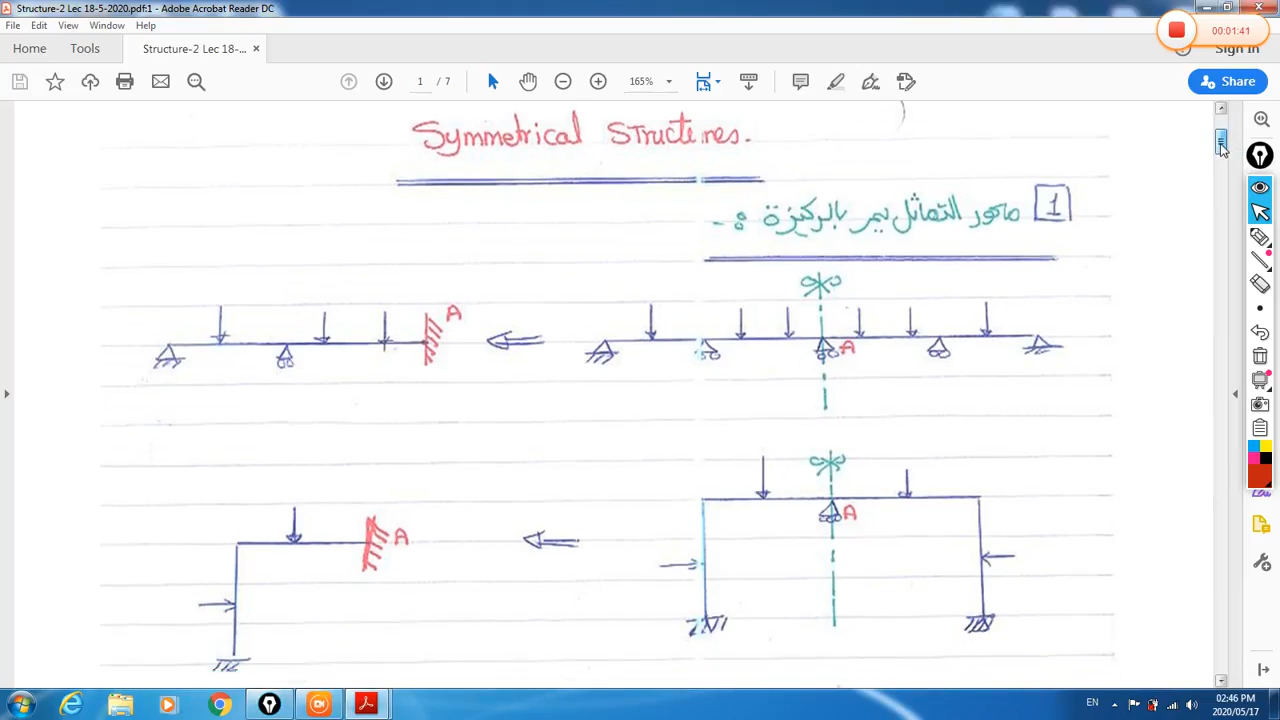 Structure-2 Lec 18-5-2020.pdf:1 - Adobe Acrobat Reader DC
00:01:41
File Edit View Window Help
Home Tools Structure-2 Lec 18-... × Sign In
1 / 7 165% Share
Symmetrical Structures.
1 محور التماثل يمر بالركيزة :-
A
A
A
A
EN 02:46 PM
2020/05/17